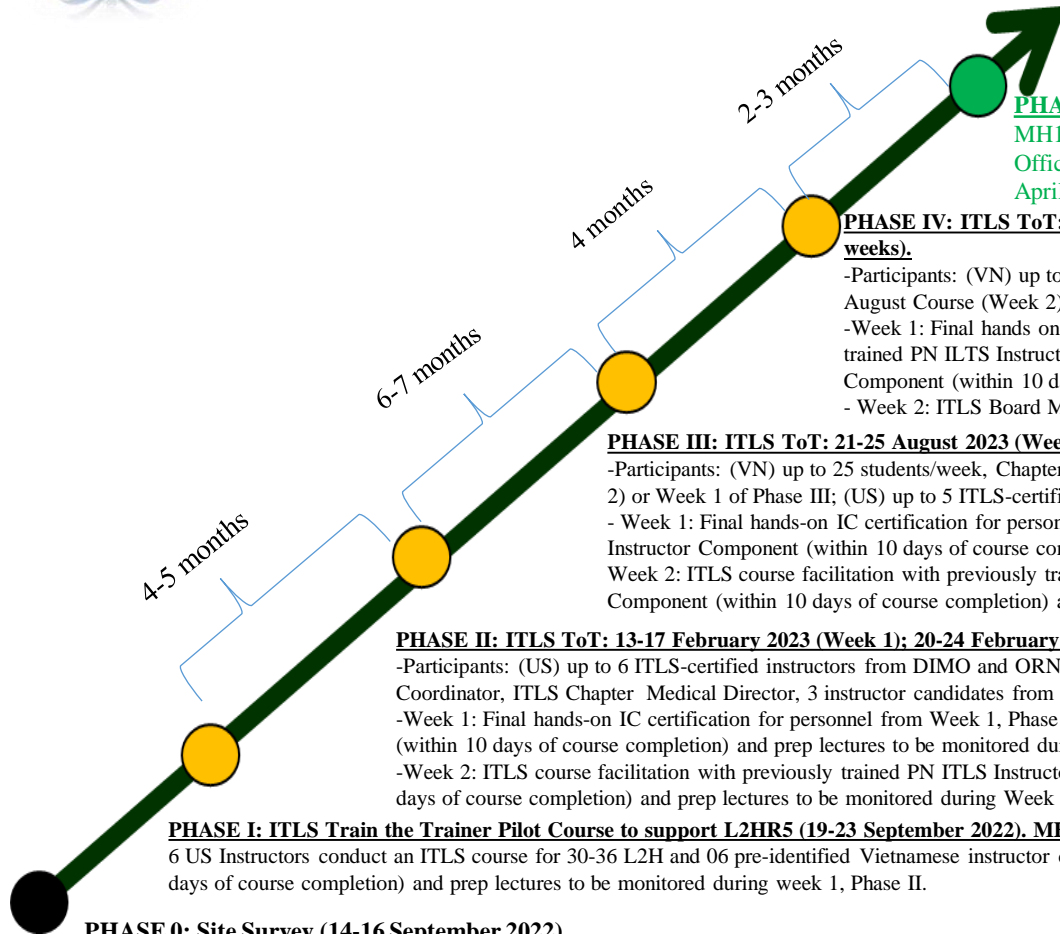 2-3 months
4 months
6-7 months
4-5 months
MH1
Offic
April
PHASE IV: ITLS ToT:
weeks).
-Participants: (VN) up to
August Course (Week 2)
-Week 1: Final hands on
trained PN ILTS Instruct
Component (within 10 d
- Week 2: ITLS Board M
PHASE III: ITLS ToT: 21-25 August 2023 (Wee
-Participants: (VN) up to 25 students/week, Chapter
2) or Week 1 of Phase III; (US) up to 5 ITLS-certifi
- Week 1: Final hands-on IC certification for person
Instructor Component (within 10 days of course con
Week 2: ITLS course facilitation with previously tra
Component (within 10 days of course completion) a
PHASE II: ITLS ToT: 13-17 February 2023 (Week 1); 20-24 February
-Participants: (US) up to 6 ITLS-certified instructors from DIMO and ORN
Coordinator, ITLS Chapter Medical Director, 3 instructor candidates from
-Week 1: Final hands-on IC certification for personnel from Week 1, Phase
(within 10 days of course completion) and prep lectures to be monitored du
-Week 2: ITLS course facilitation with previously trained PN ITLS Instructo
days of course completion) and prep lectures to be monitored during Week
PHASE I: ITLS Train the Trainer Pilot Course to support L2HR5 (19-23 September 2022). MH
6 US Instructors conduct an ITLS course for 30-36 L2H and 06 pre-identified Vietnamese instructor c
days of course completion) and prep lectures to be monitored during week 1, Phase II.
PHASE 0: Site Survey (14-16 September 2022)